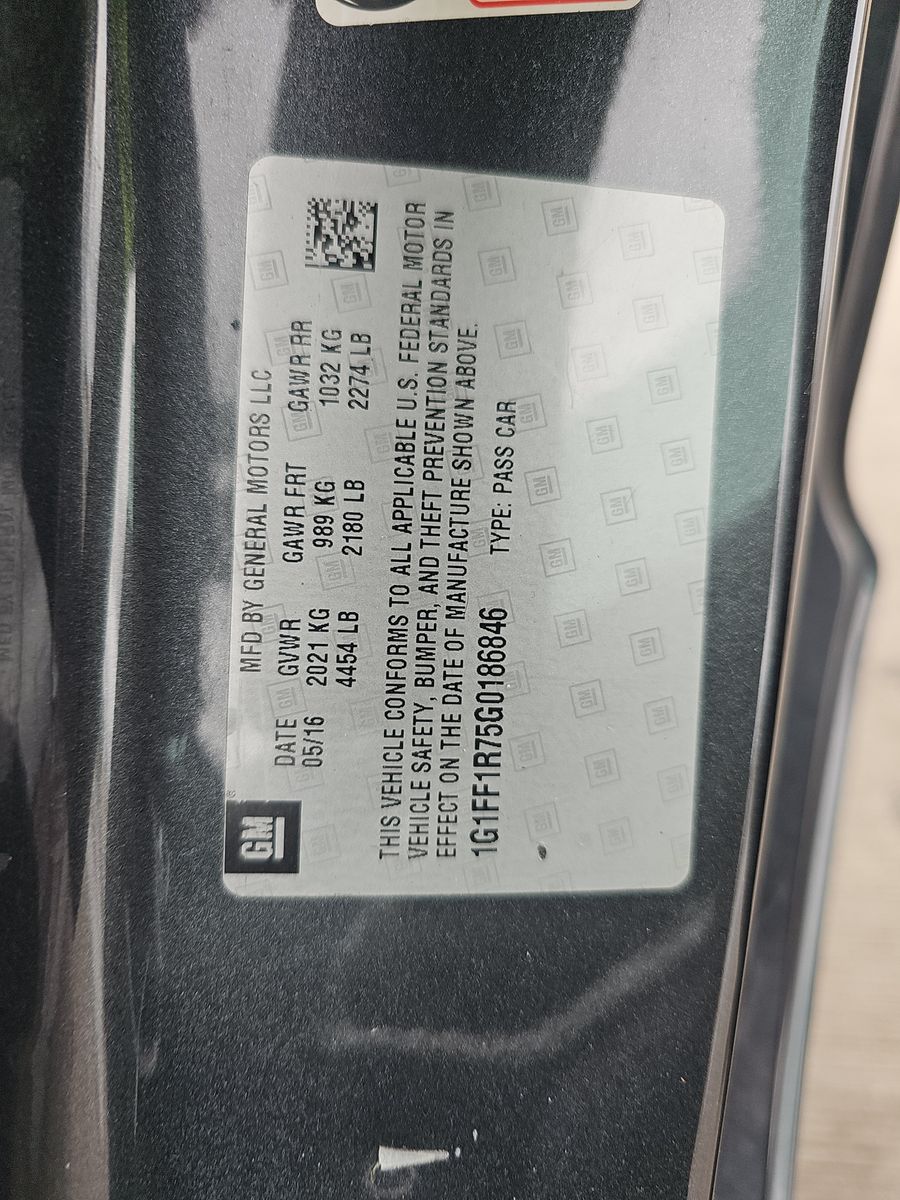 GM
MFD BY GENERAL MOTORS LLC
DATE GVWR GAWR FRT GAWR RR
05/16 2021 KG 989 KG 1032 KG
4454 LB 2180 LB 2274 LB
THIS VEHICLE CONFORMS TO ALL APPLICABLE U.S. FEDERAL MOTOR
VEHICLE SAFETY, BUMPER, AND THEFT PREVENTION STANDARDS IN
EFFECT ON THE DATE OF MANUFACTURE SHOWN ABOVE.
1G1FF1R75G0186846 TYPE: PASS CAR